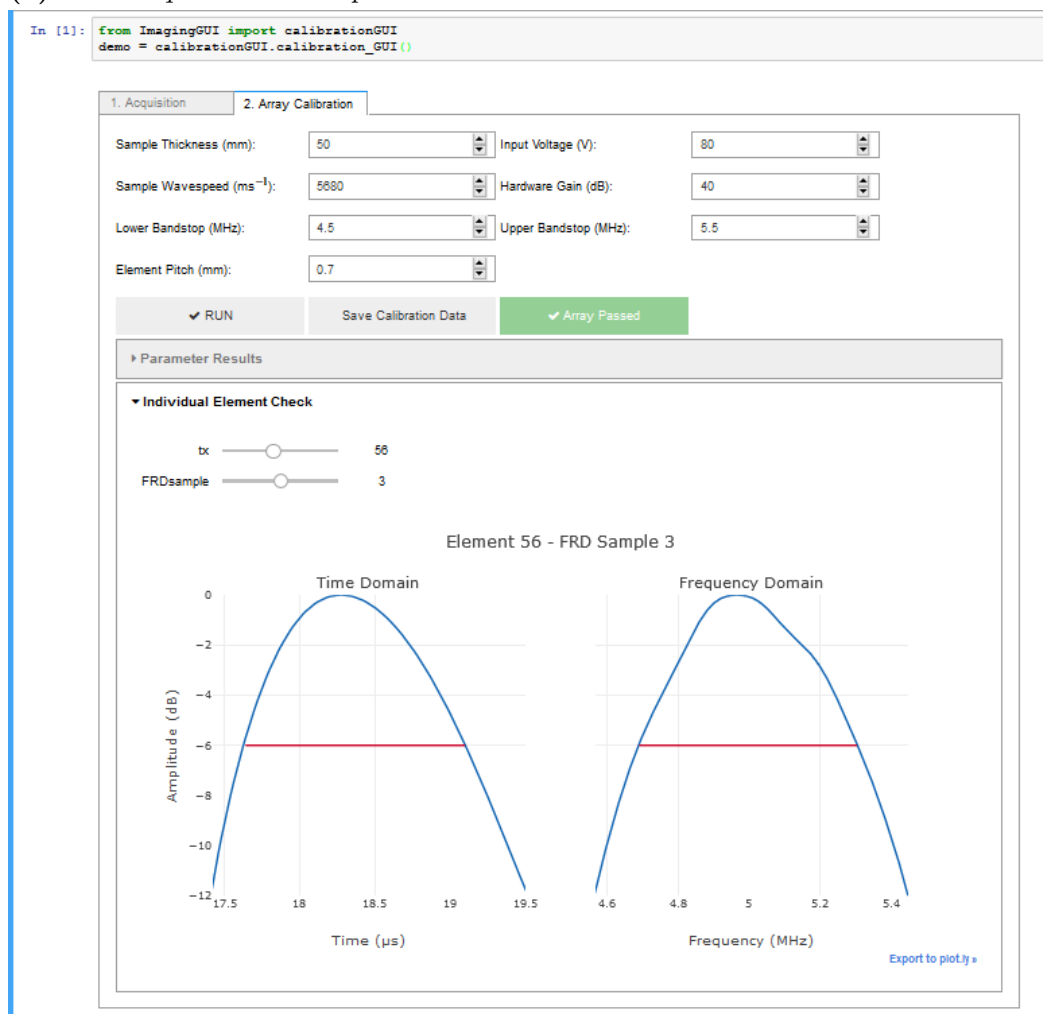 In [1]: from ImagingGUI import calibrationGUI
demo = calibrationGUI.calibration_GUI()
1. Acquisition 2. Array Calibration
Sample Thickness (mm): 50 Input Voltage (V): 80
Sample Wavespeed (ms⁻¹): 5680 Hardware Gain (dB): 40
Lower Bandstop (MHz): 4.5 Upper Bandstop (MHz): 5.5
Element Pitch (mm): 0.7
✔ RUN Save Calibration Data ✔ Array Passed
Parameter Results
Individual Element Check
tx 56
FRDsample 3
Element 56 - FRD Sample 3
Time Domain Frequency Domain
0
−2
−4
−6
−8
−10
−12
Amplitude (dB)
17.5 18 18.5 19 19.5 4.6 4.8 5 5.2 5.4
Time (μs) Frequency (MHz)
Export to plot.ly »